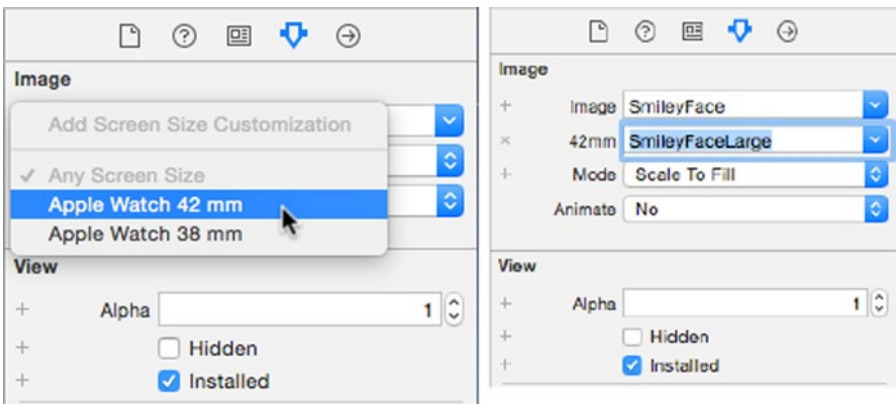 Image
Add Screen Size Customization
✓ Any Screen Size
Apple Watch 42 mm
Apple Watch 38 mm
View
+ Alpha 1
+ Hidden
+ Installed
Image
+ Image SmileyFace
× 42mm SmileyFaceLarge
+ Mode Scale To Fill
Animate No
View
+ Alpha 1
+ Hidden
+ Installed